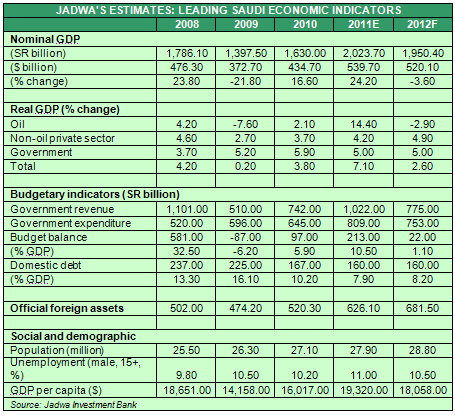 JADWA'S ESTIMATES: LEADING SAUDI ECONOMIC INDICATORS
2008 2009 2010 2011E 2012F
Nominal GDP
(SR billion) 1,786.10 1,397.50 1,630.00 2,023.70 1,950.40
($ billion) 476.30 372.70 434.70 539.70 520.10
(% change) 23.80 -21.80 16.60 24.20 -3.60
Real GDP (% change)
Oil 4.20 -7.60 2.10 14.40 -2.90
Non-oil private sector 4.60 2.70 3.70 4.20 4.90
Government 3.70 5.20 5.90 5.00 5.00
Total 4.20 0.20 3.80 7.10 2.60
Budgetary indicators (SR billion)
Government revenue 1,101.00 510.00 742.00 1,022.00 775.00
Government expenditure 520.00 596.00 645.00 809.00 753.00
Budget balance 581.00 -87.00 97.00 213.00 22.00
(% GDP) 32.50 -6.20 5.90 10.50 1.10
Domestic debt 237.00 225.00 167.00 160.00 160.00
(% GDP) 13.30 16.10 10.20 7.90 8.20
Official foreign assets 502.00 474.20 520.30 626.10 681.50
Social and demographic
Population (million) 25.50 26.30 27.10 27.90 28.80
Unemployment (male, 15+,
%) 9.80 10.50 10.20 11.00 10.50
GDP per capita ($) 18,651.00 14,158.00 16,017.00 19,320.00 18,058.00
Source: Jadwa Investment Bank